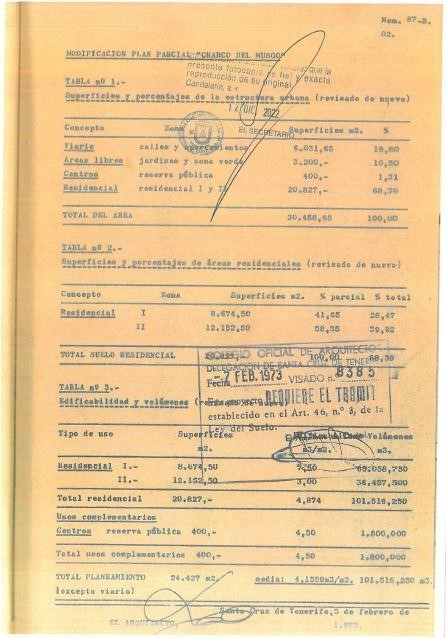 Mem. 87-B.
02.
MODIFICACION PLAN PARCIAL "CHARCO DEL MUSGO"
que la
presente fotocopia es fiel y exacta
reproducción de su original.
Candelaria, a
12 DIC. 2022
EL SECRETARIO
TABLA nº 1.-
Superficies y porcentajes de la estructura urbana (revisado de nuevo)
Concepto Zona Superficies m2. %
Viario calles y aparcamientos 6.031,65 19,80
Areas libres jardines y zona verde 3.200,- 10,50
Centros reserva pública 400,- 1,31
Residencial residencial I y II 20.827,- 68,39
TOTAL DEL AREA 30.458,65 100,00
TABLA nº 2.-
Superficies y porcentajes de áreas residenciales (revisado de nuevo)
Concepto Zona Superficies m2. % parcial % total
Residencial I 8.674,50 41,65 28,47
II 12.152,50 58,35 39,92
TOTAL SUELO RESIDENCIAL 100,00 68,39
COLEGIO OFICIAL DE ARQUITECTOS
DELEGACION DE SANTA CRUZ DE TENERIFE
Fecha -7 FEB. 1973 VISADO n. 8385
REQUIERE EL TRAMIT
establecido en el Art. 46, n.º 3, de la
Ley del Suelo.
TABLA nº 3.-
Edificabilidad y volúmenes
Tipo de uso Superficies Volúmenes
m2. m3/m2. m3.
Residencial I.- 8.674,50 7,50 65.058,750
II.- 12.152,50 3,00 36.457,500
Total residencial 20.827,- 4,874 101.516,250
Usos complementarios
Centros reserva pública 400,- 4,50 1.800,000
Total usos complementarios 400,- 4,50 1.800,000
TOTAL PLANEAMIENTO 24.427 m2. media: 4,1559m3/m2, 101.516,250 m3.
(excepto viario)
Santa Cruz de Tenerife, 5 de febrero de
EL ARQUITECTO, 1.973.